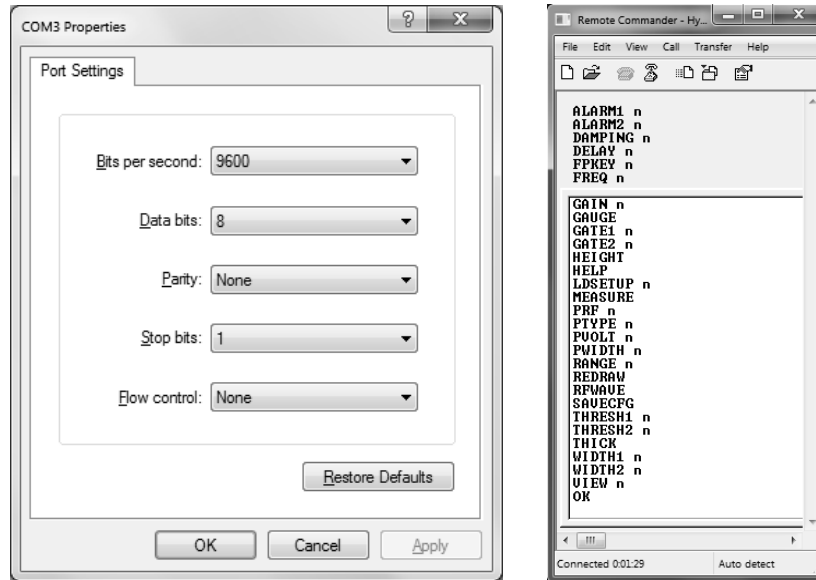 COM3 Properties
Port Settings
Bits per second: 9600
Data bits: 8
Parity: None
Stop bits: 1
Flow control: None
Restore Defaults
OK Cancel Apply
Remote Commander - Hy...
File Edit View Call Transfer Help
ALARM1 n
ALARM2 n
DAMPING n
DELAY n
FPKEY n
FREQ n
GAIN n
GAUGE
GATE1 n
GATE2 n
HEIGHT
HELP
LDSETUP n
MEASURE
PRF n
PTYPE n
PVOLT n
PWIDTH n
RANGE n
REDRAW
RFWAVE
SAVECFG
THRESH1 n
THRESH2 n
THICK
WIDTH1 n
WIDTH2 n
VIEW n
OK
Connected 0:01:29 Auto detect